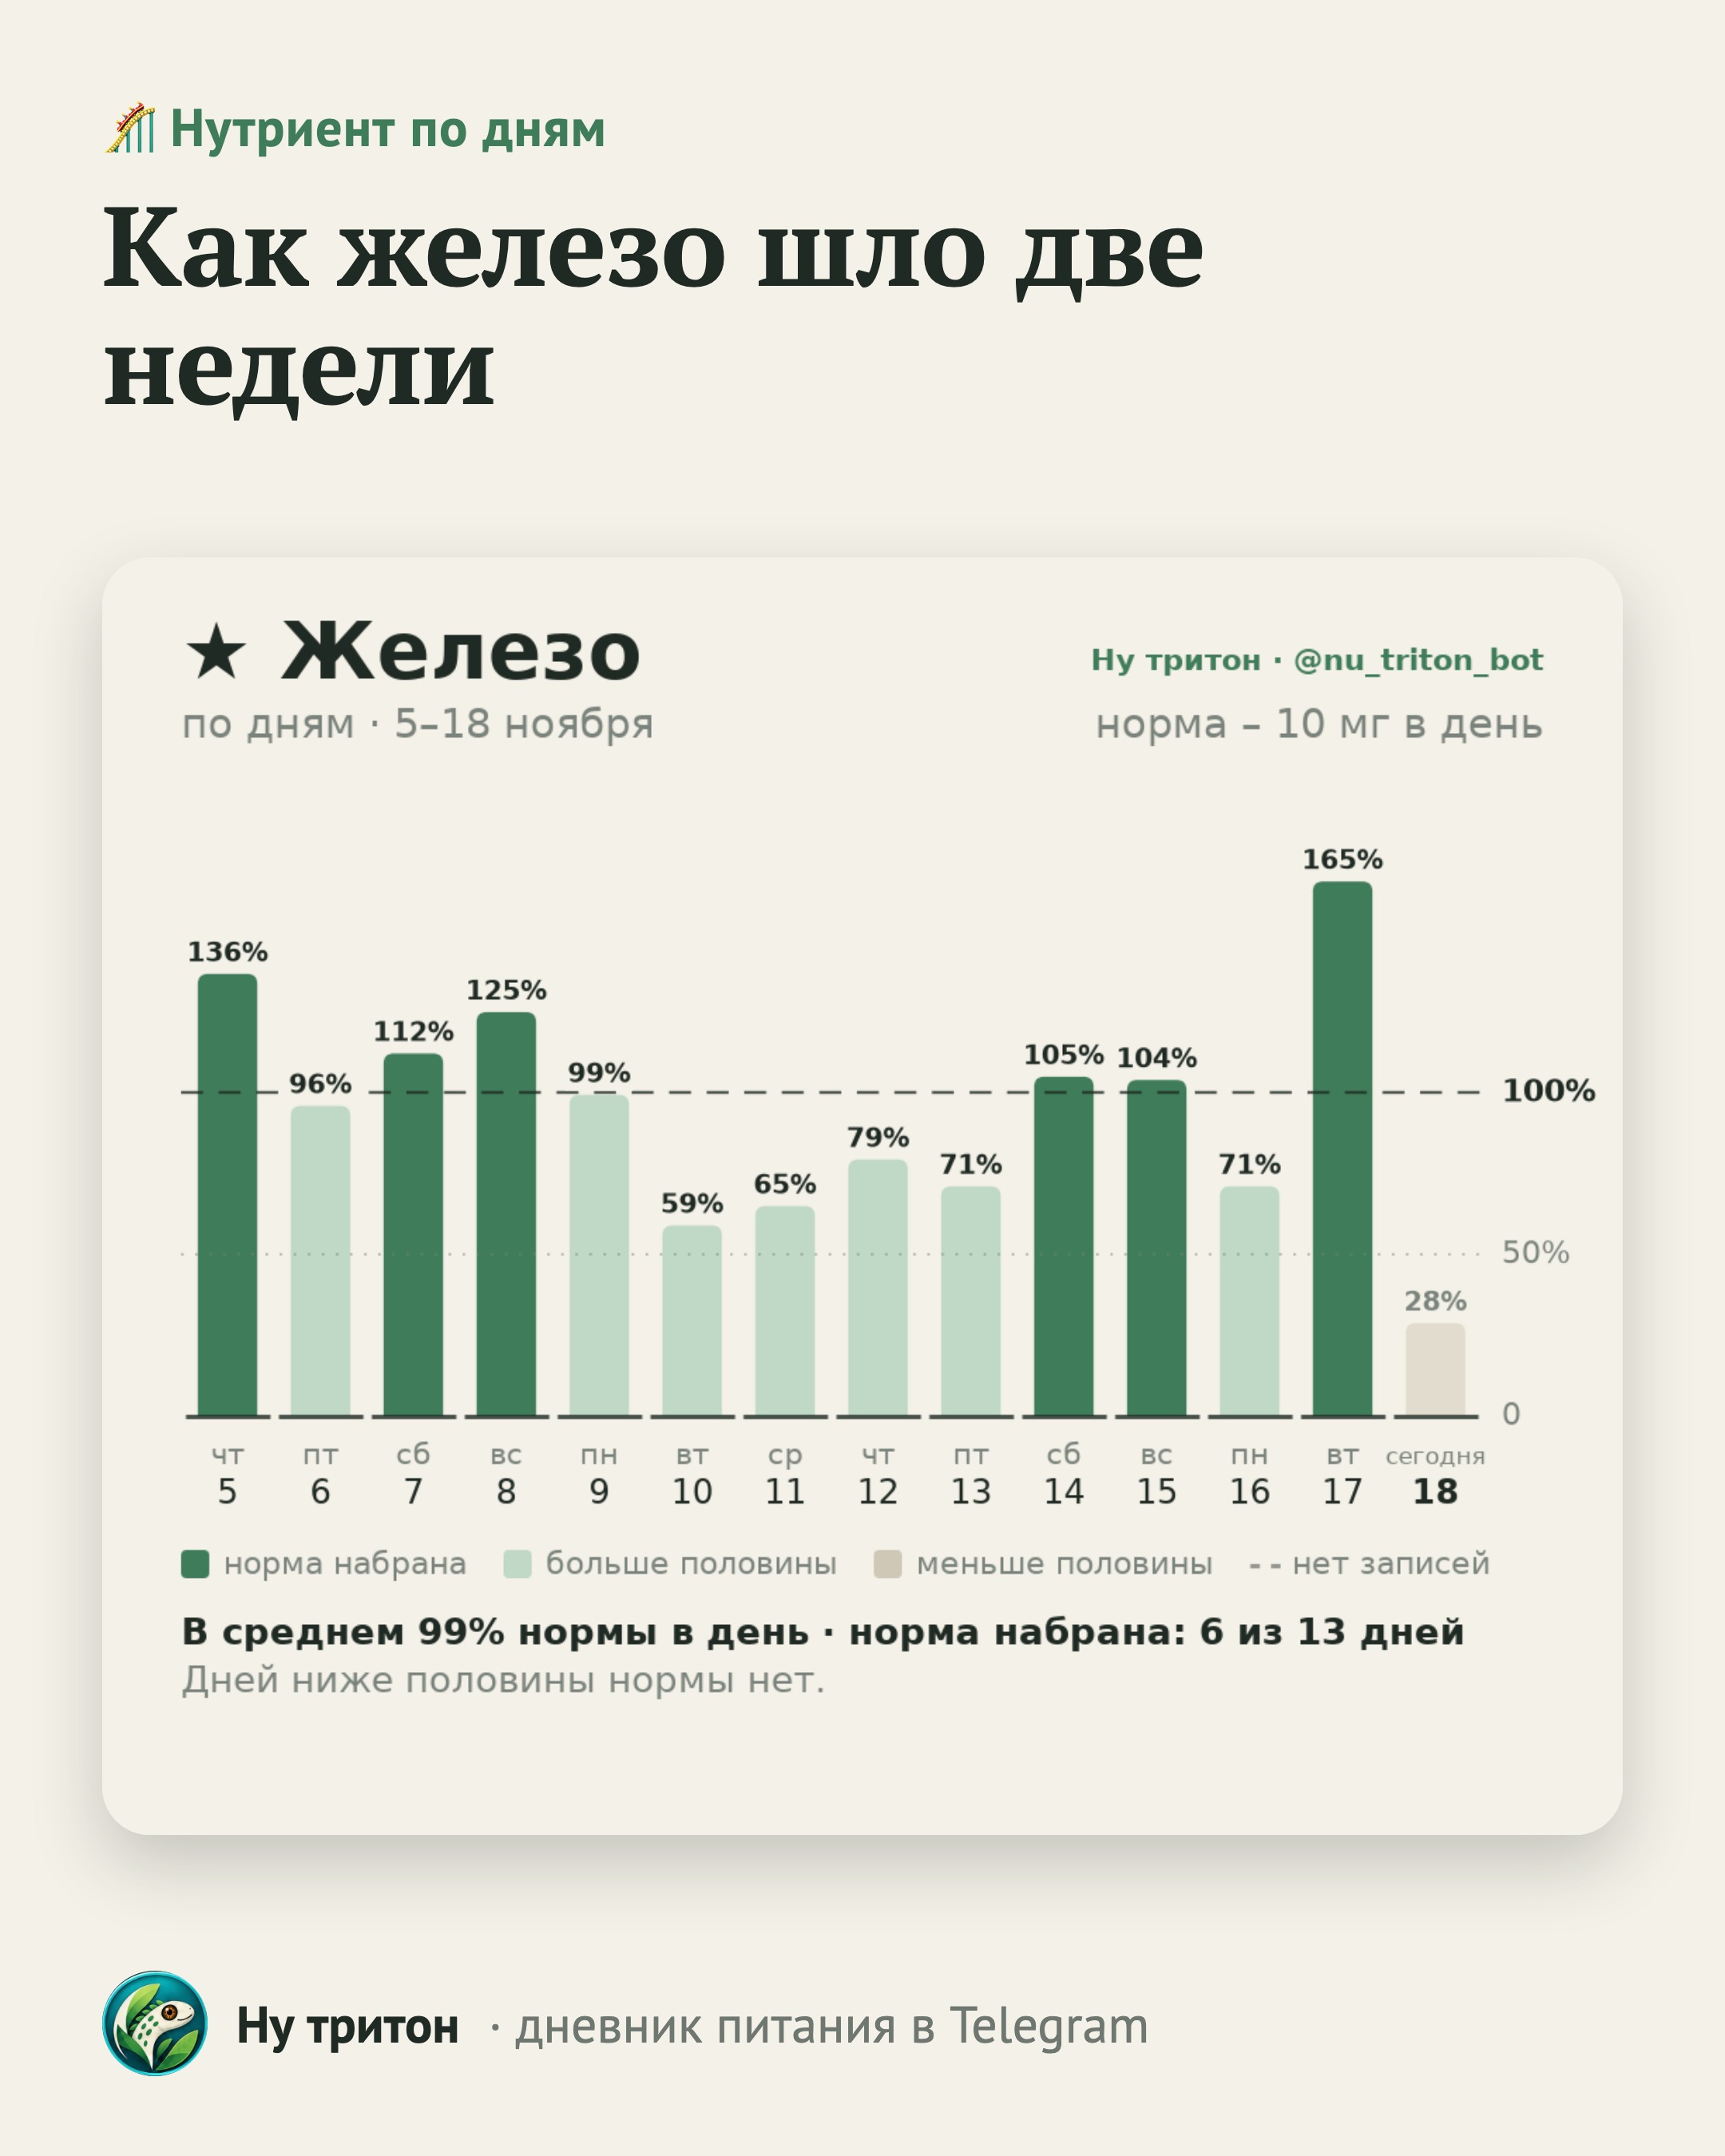 Нутриент по дням
Как железо шло две
недели
★ Железо
Ну тритон · @nu_triton_bot
по дням · 5–18 ноября
норма – 10 мг в день
165%
136%
125%
112%
105% 104%
99%
96%
100%
79%
71%
71%
65%
59%
50%
28%
0
чт пт сб вс пн вт ср чт пт сб вс пн вт сегодня
5 6 7 8 9 10 11 12 13 14 15 16 17 18
норма набрана больше половины меньше половины -- нет записей
В среднем 99% нормы в день · норма набрана: 6 из 13 дней
Дней ниже половины нормы нет.
Ну тритон · дневник питания в Telegram